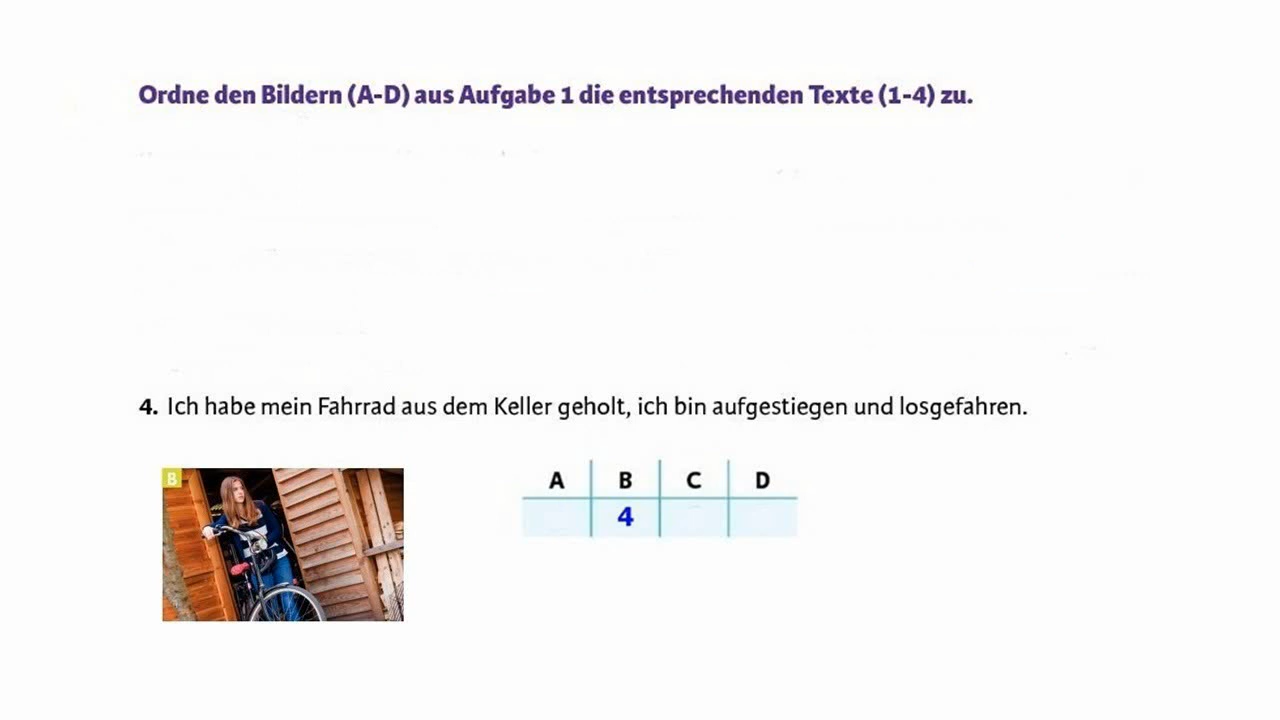 Ordne den Bildern (A-D) aus Aufgabe 1 die entsprechenden Texte (1-4) zu.
4. Ich habe mein Fahrrad aus dem Keller geholt, ich bin aufgestiegen und losgefahren.
B
A B C D
4